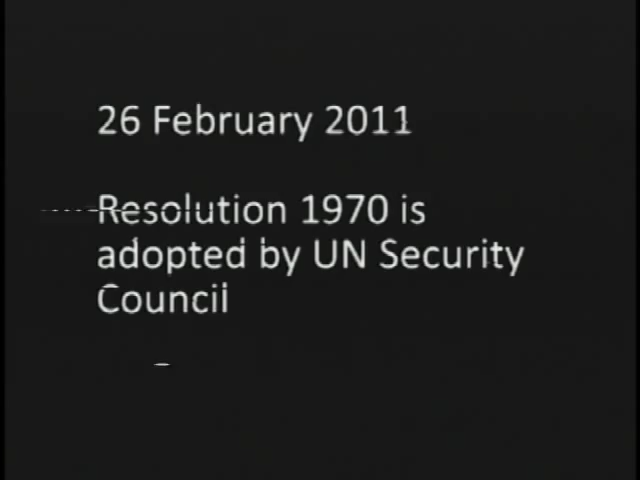 26 February 2011
Resolution 1970 is
adopted by UN Security
Council